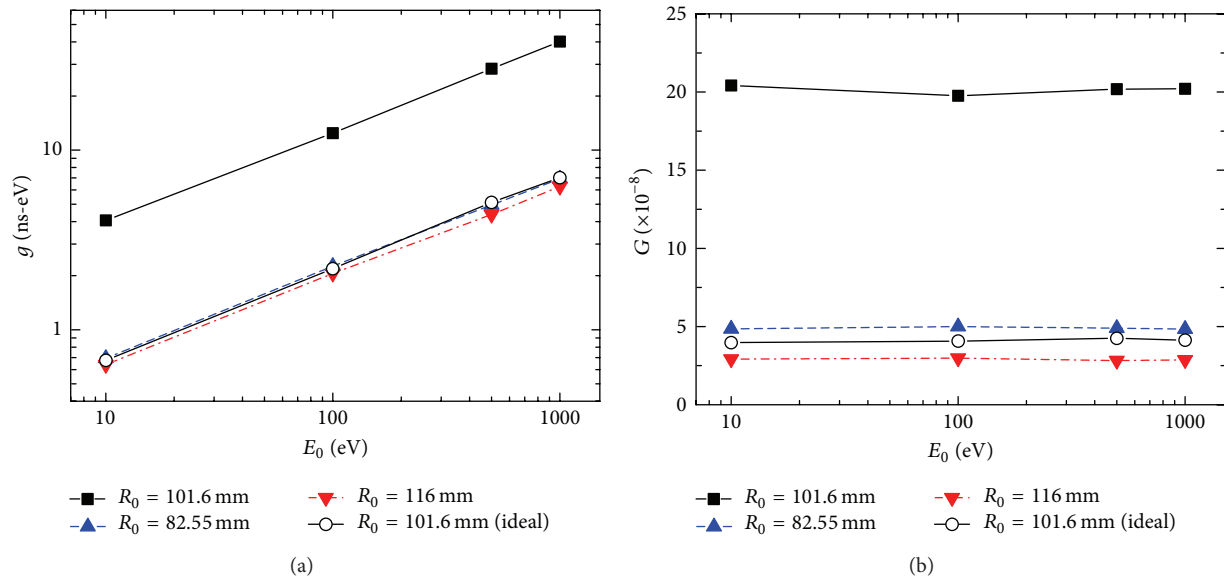 g (ns-eV)
10
1
10
100
1000
E₀ (eV)
R₀ = 101.6 mm
R₀ = 82.55 mm
R₀ = 116 mm
R₀ = 101.6 mm (ideal)
(a)
G (×10⁻⁸)
25
20
15
10
5
0
10
100
1000
E₀ (eV)
R₀ = 101.6 mm
R₀ = 82.55 mm
R₀ = 116 mm
R₀ = 101.6 mm (ideal)
(b)